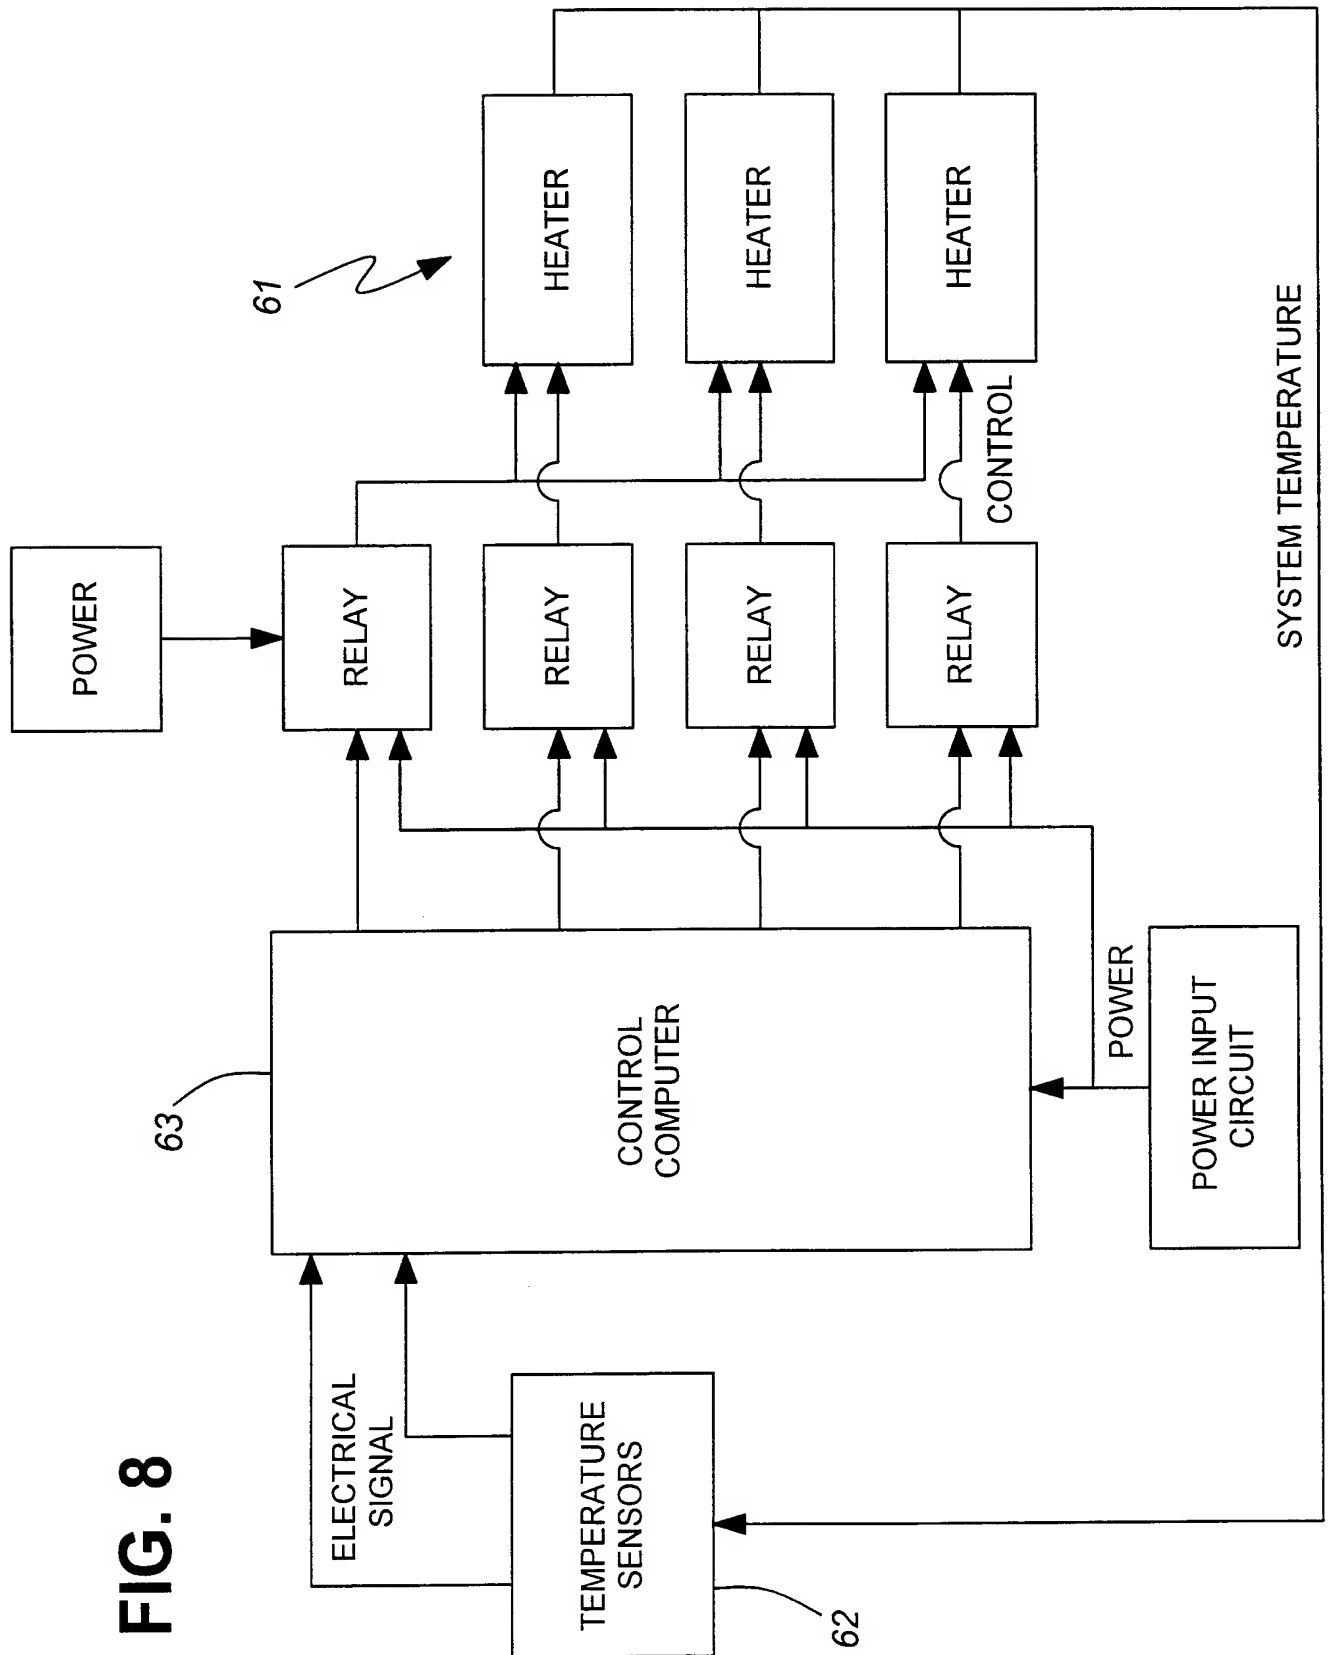 FIG. 8
ELECTRICAL
SIGNAL
TEMPERATURE
SENSORS
62
63
CONTROL
COMPUTER
POWER
POWER INPUT
CIRCUIT
POWER
RELAY
RELAY
RELAY
RELAY
CONTROL
61
HEATER
HEATER
HEATER
SYSTEM TEMPERATURE